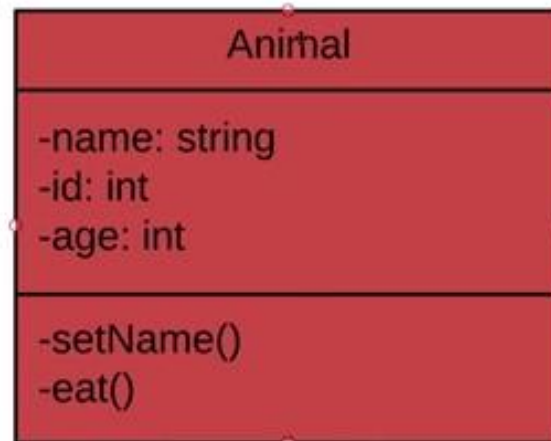 Animal
-name: string
-id: int
-age: int
-setName()
-eat()